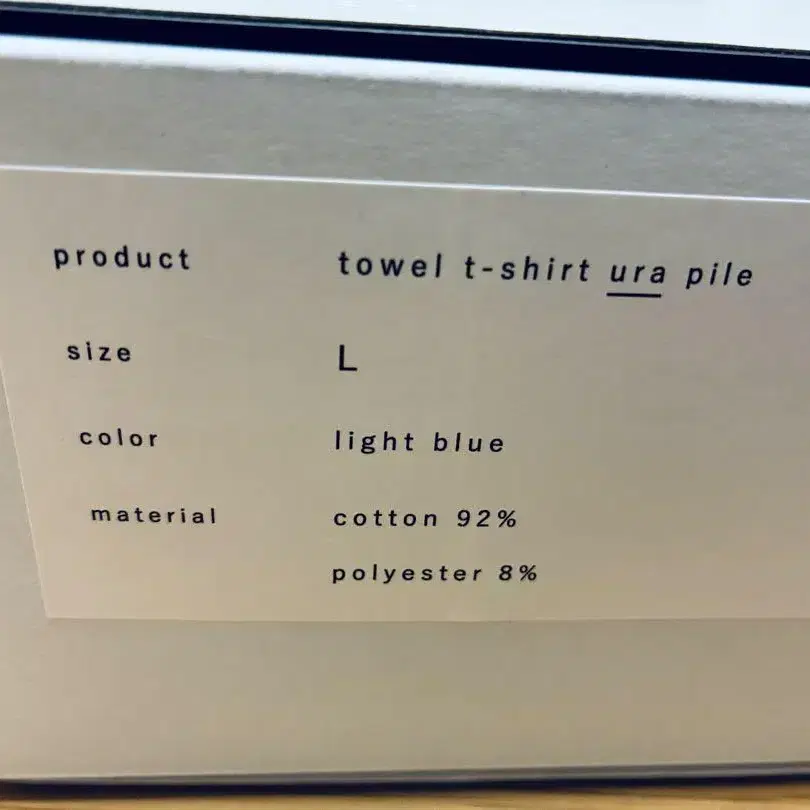 product towel t-shirt ura pile
size L
color light blue
material cotton 92%
polyester 8%